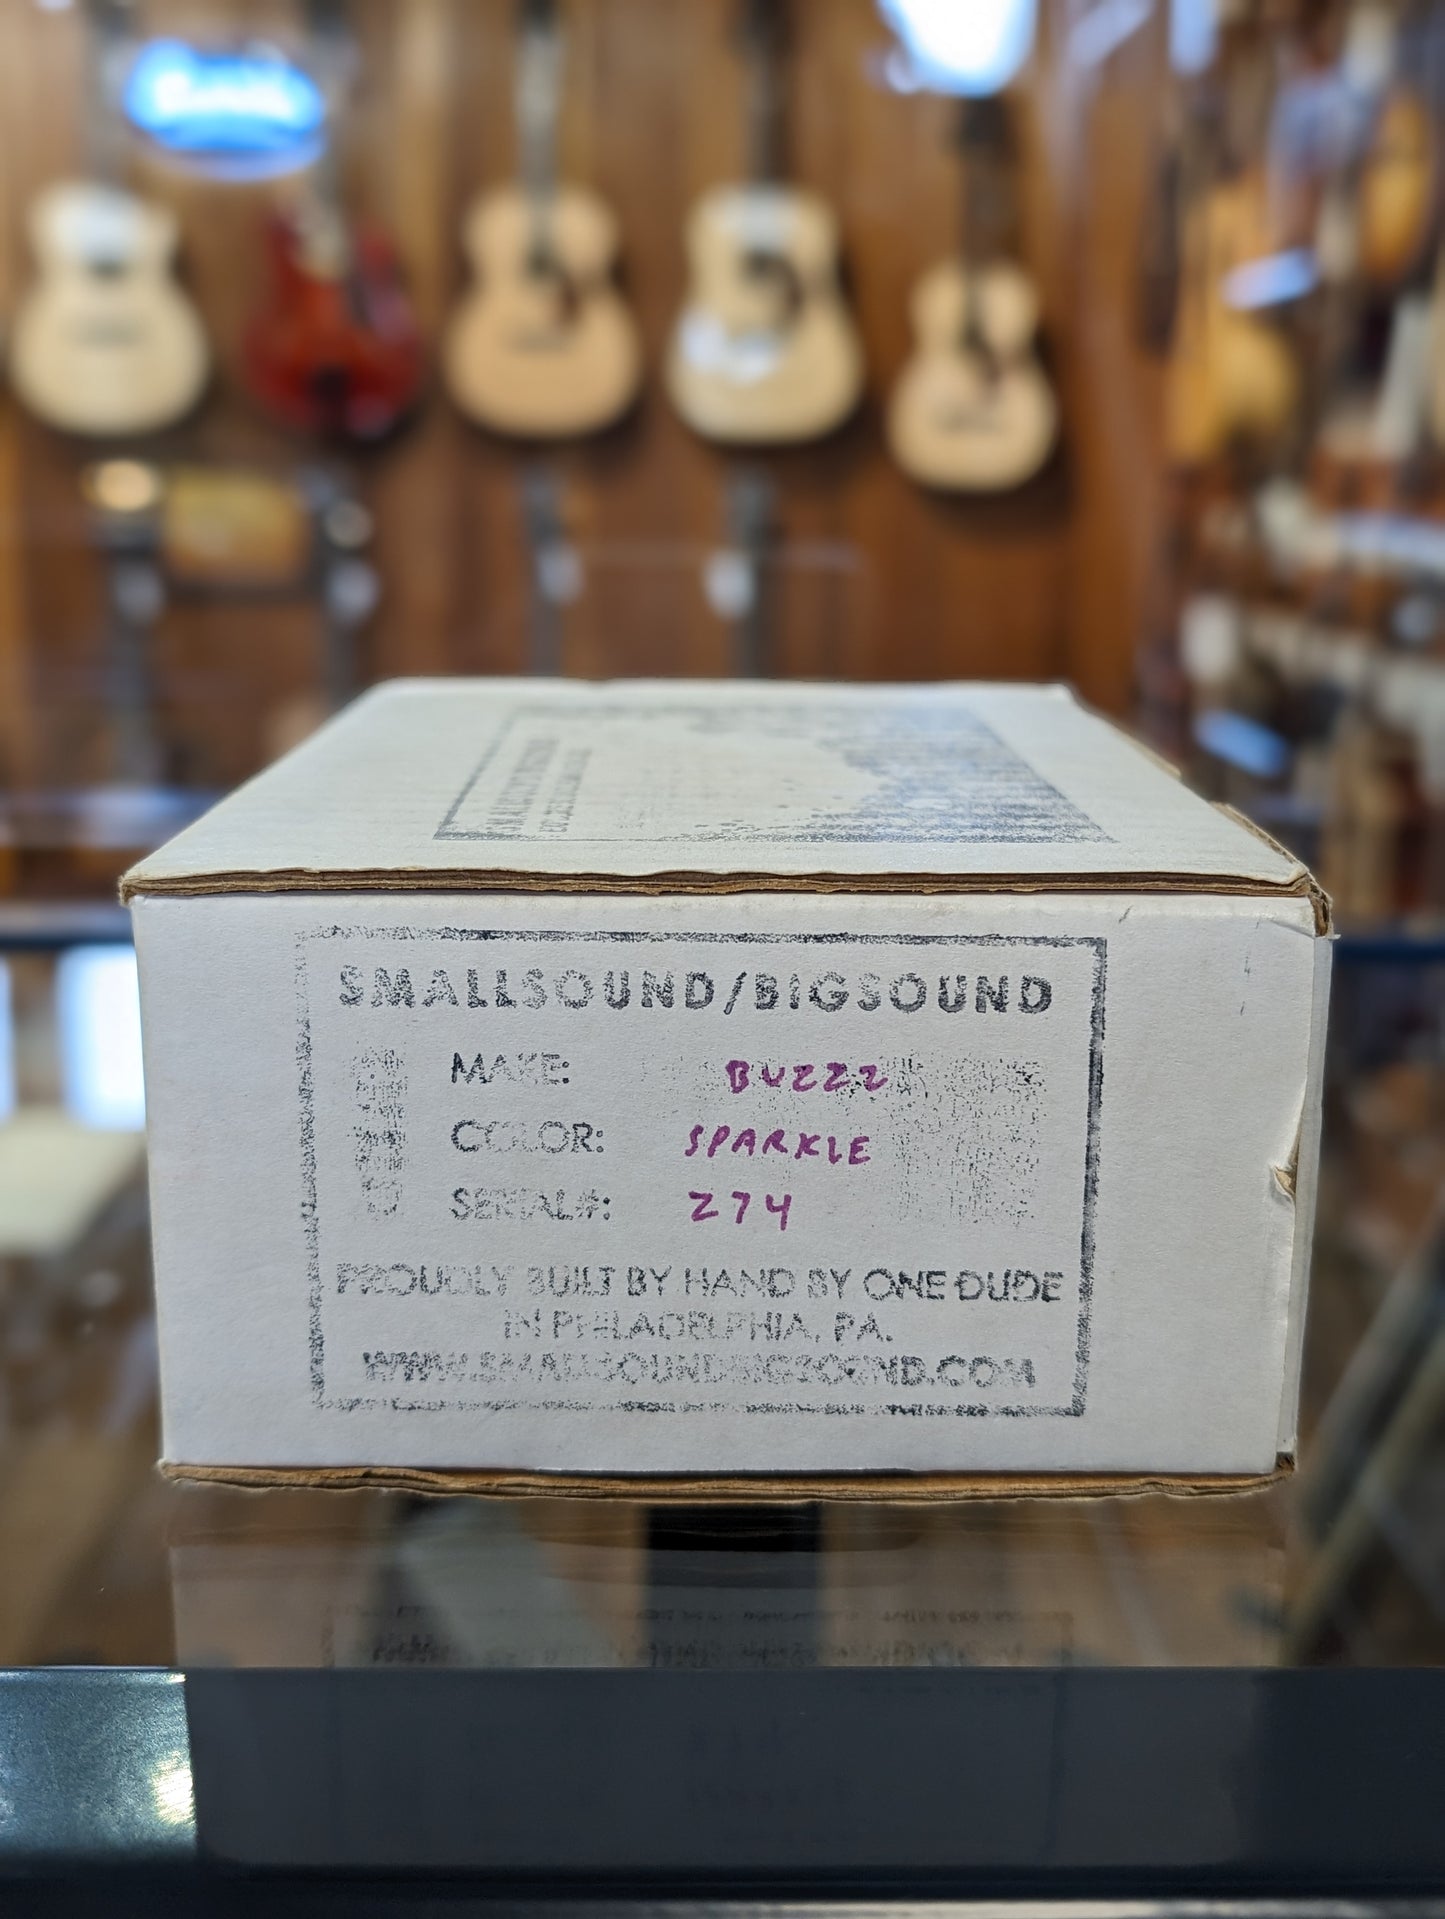 SMALLSOUND/BIGSOUND
MAKE: BUZZZ
COLOR: SPARKLE
SERIAL#: 274
PROUDLY BUILT BY HAND BY ONE DUDE
IN PHILADELPHIA, PA.
WWW.SMALLSOUNDBIGSOUND.COM